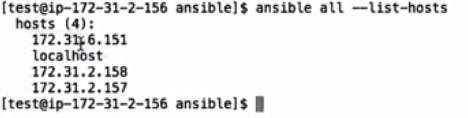 [test@ip-172-31-2-156 ansible]$ ansible all --list-hosts
hosts (4):
172.31.6.151
localhost
172.31.2.158
172.31.2.157
[test@ip-172-31-2-156 ansible]$